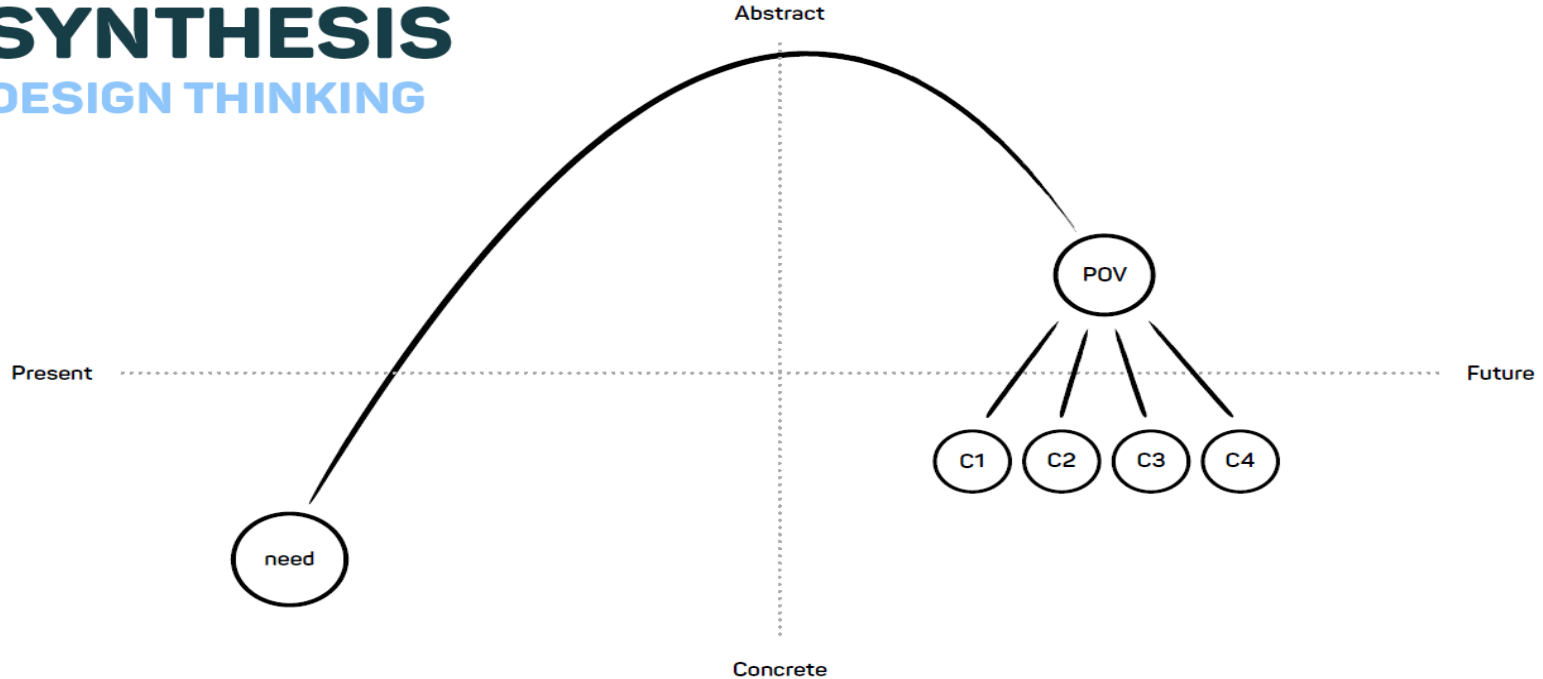 SYNTHESIS
DESIGN THINKING
Abstract
POV
Present
Future
C1 C2 C3 C4
need
Concrete